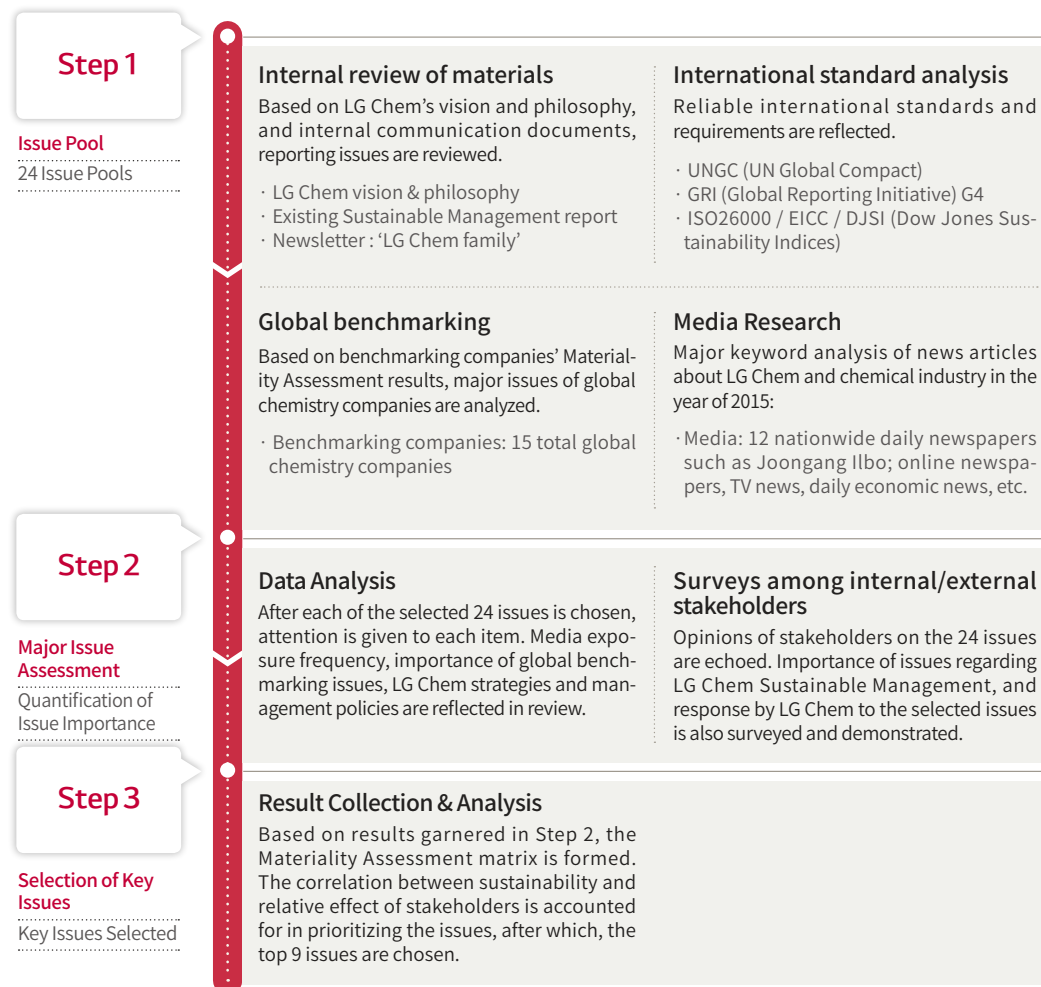 Step 1
Issue Pool
24 Issue Pools
Internal review of materials
Based on LG Chem’s vision and philosophy,
and internal communication documents,
reporting issues are reviewed.
· LG Chem vision & philosophy
· Existing Sustainable Management report
· Newsletter : ‘LG Chem family’
International standard analysis
Reliable international standards and
requirements are reflected.
· UNGC (UN Global Compact)
· GRI (Global Reporting Initiative) G4
· ISO26000 / EICC / DJSI (Dow Jones Sus-
tainability Indices)
Global benchmarking
Based on benchmarking companies’ Material-
ity Assessment results, major issues of global
chemistry companies are analyzed.
· Benchmarking companies: 15 total global
chemistry companies
Media Research
Major keyword analysis of news articles
about LG Chem and chemical industry in the
year of 2015:
· Media: 12 nationwide daily newspapers
such as Joongang Ilbo; online newspa-
pers, TV news, daily economic news, etc.
Step 2
Major Issue
Assessment
Quantification of
Issue Importance
Data Analysis
After each of the selected 24 issues is chosen,
attention is given to each item. Media expo-
sure frequency, importance of global bench-
marking issues, LG Chem strategies and man-
agement policies are reflected in review.
Surveys among internal/external
stakeholders
Opinions of stakeholders on the 24 issues
are echoed. Importance of issues regarding
LG Chem Sustainable Management, and
response by LG Chem to the selected issues
is also surveyed and demonstrated.
Step 3
Selection of Key
Issues
Key Issues Selected
Result Collection & Analysis
Based on results garnered in Step 2, the
Materiality Assessment matrix is formed.
The correlation between sustainability and
relative effect of stakeholders is accounted
for in prioritizing the issues, after which, the
top 9 issues are chosen.